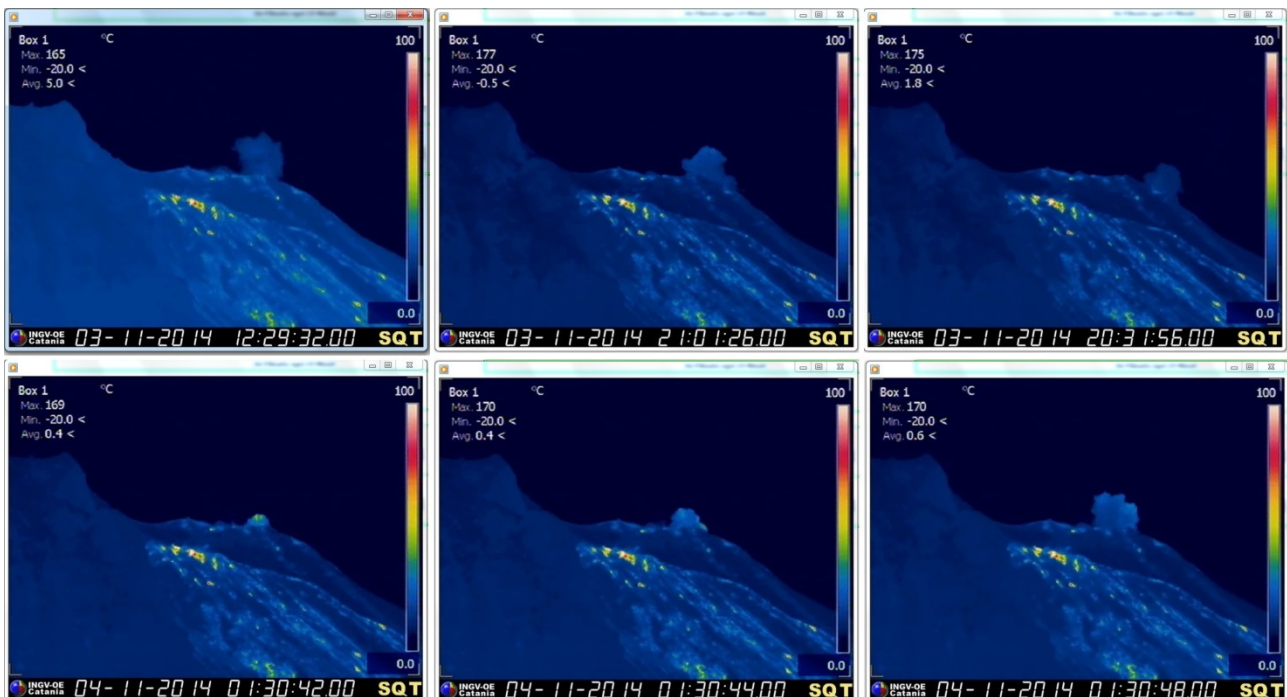 Box 1 °C 100
Max. 165
Min. -20.0 <
Avg. 5.0 <
0.0
INGV-OE
Catania 03-11-2014 12:29:32.00 SQT
Box 1 °C 100
Max. 177
Min. -20.0 <
Avg. -0.5 <
0.0
INGV-OE
Catania 03-11-2014 21:01:26.00 SQT
Box 1 °C 100
Max. 175
Min. -20.0 <
Avg. 1.8 <
0.0
INGV-OE
Catania 03-11-2014 20:31:56.00 SQT
Box 1 °C 100
Max. 169
Min. -20.0 <
Avg. 0.4 <
0.0
INGV-OE
Catania 04-11-2014 01:30:42.00 SQT
Box 1 °C 100
Max. 170
Min. -20.0 <
Avg. 0.4 <
0.0
INGV-OE
Catania 04-11-2014 01:30:44.00 SQT
Box 1 °C 100
Max. 170
Min. -20.0 <
Avg. 0.6 <
0.0
INGV-OE
Catania 04-11-2014 SQT